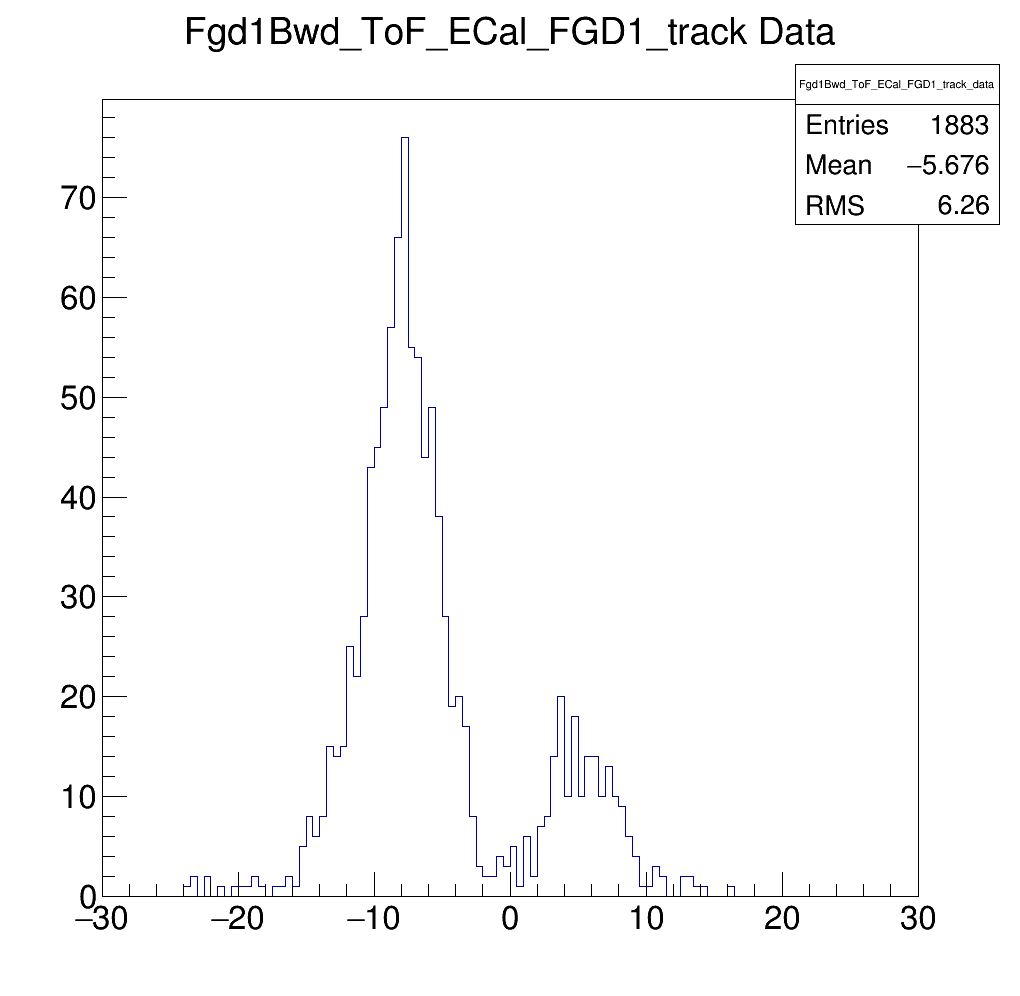 Fgd1Bwd_ToF_ECal_FGD1_track Data
Fgd1Bwd_ToF_ECal_FGD1_track_data
Entries 1883
Mean −5.676
RMS 6.26
70
60
50
40
30
20
10
0
−30 −20 −10 0 10 20 30